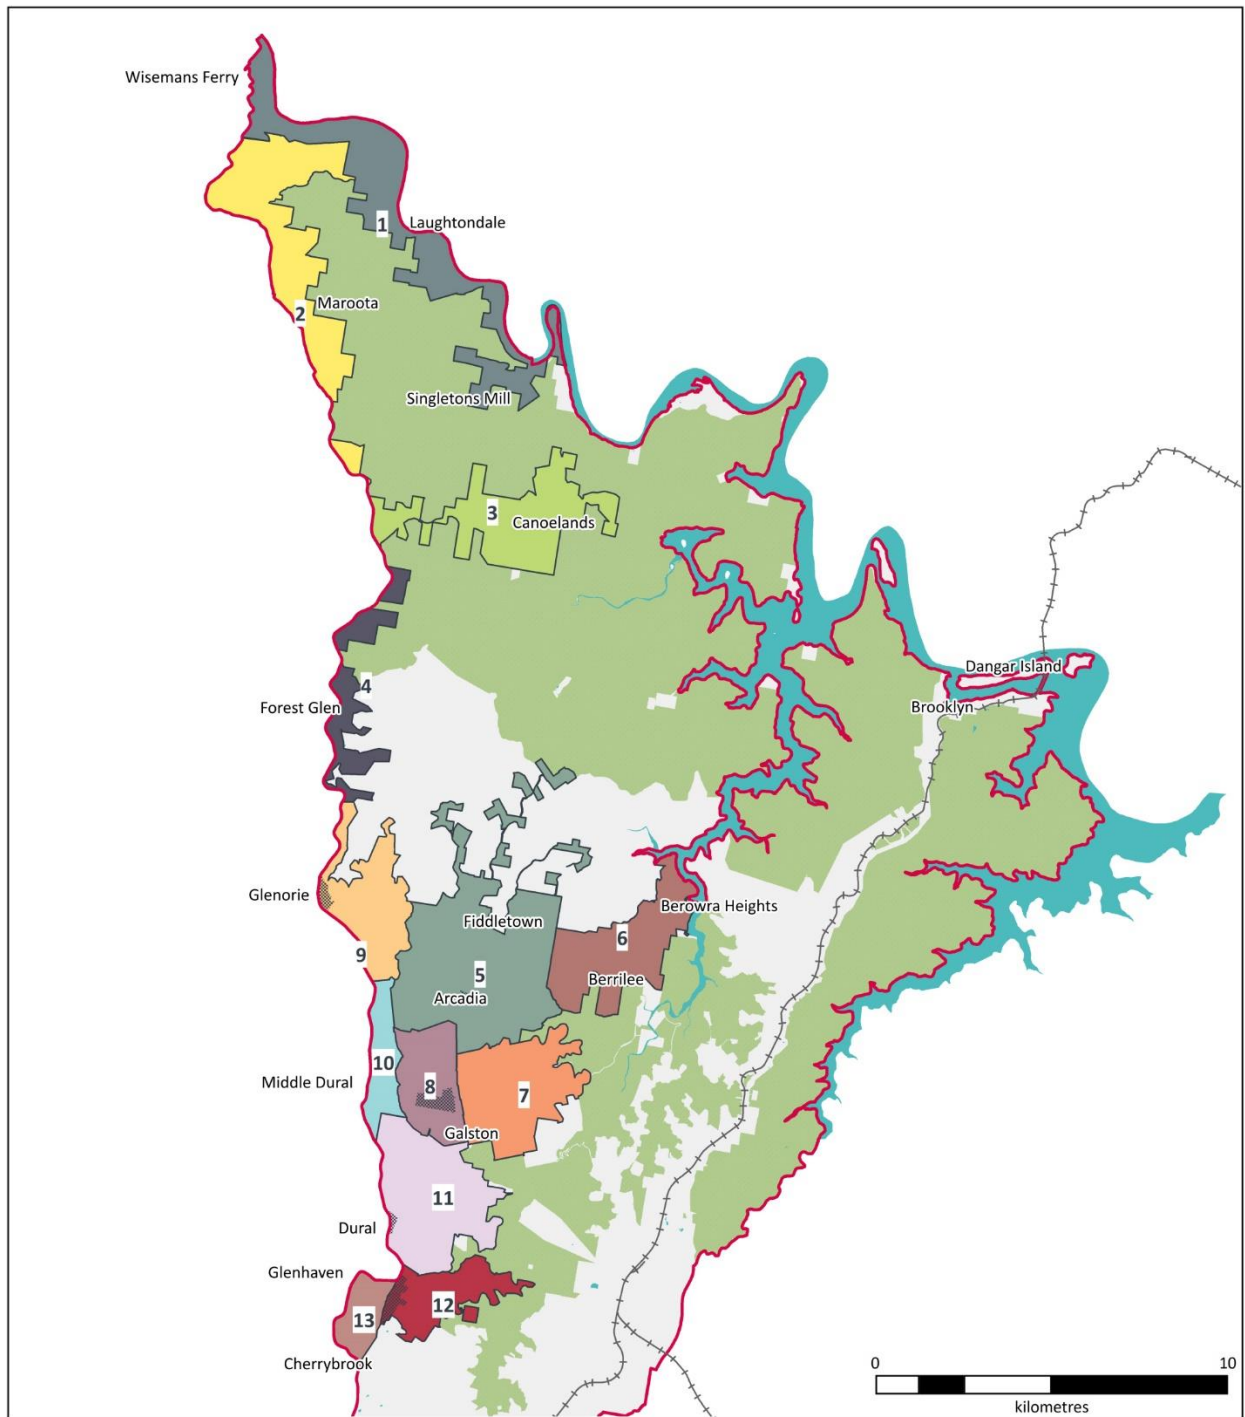 Wisemans Ferry
1
Laughtondale
2
Maroota
Singletons Mill
3
Canoelands
4
Forest Glen
Dangar Island
Brooklyn
Glenorie
Fiddletown
Berowra Heights
6
9
5
Berrilee
Arcadia
10
Middle Dural
8
7
Galston
11
Dural
Glenhaven
12
13
Cherrybrook
0
10
kilometres